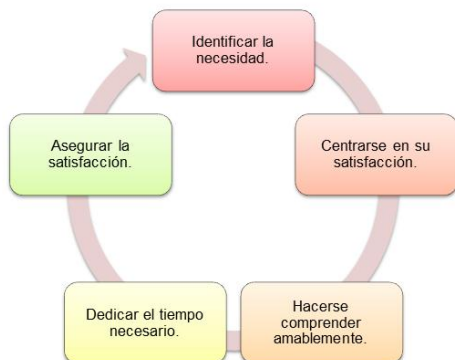 Identificar la
necesidad.
Centrarse en su
satisfacción.
Hacerse
comprender
amablemente.
Dedicar el tiempo
necesario.
Asegurar la
satisfacción.